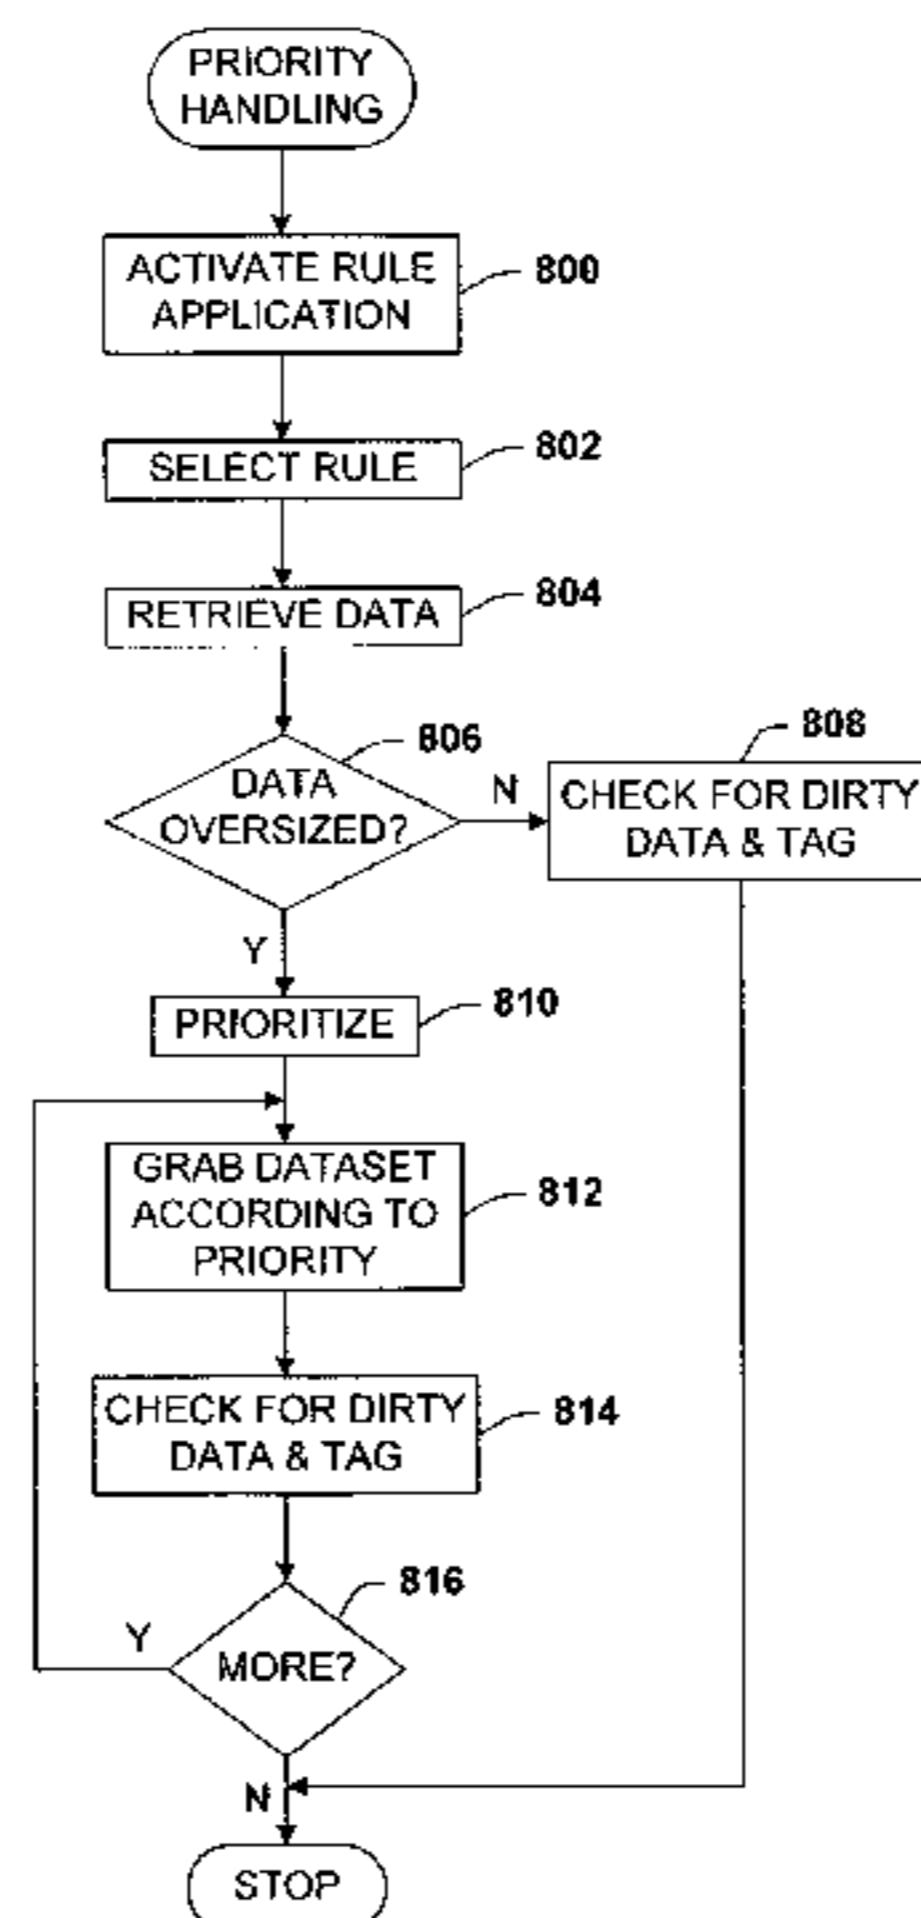 PRIORITY
HANDLING
ACTIVATE RULE
APPLICATION
800
SELECT RULE
802
RETRIEVE DATA
804
DATA
OVERSIZED?
806
N
CHECK FOR DIRTY
DATA & TAG
808
Y
PRIORITIZE
810
GRAB DATASET
ACCORDING TO
PRIORITY
812
CHECK FOR DIRTY
DATA & TAG
814
MORE?
816
Y
N
STOP